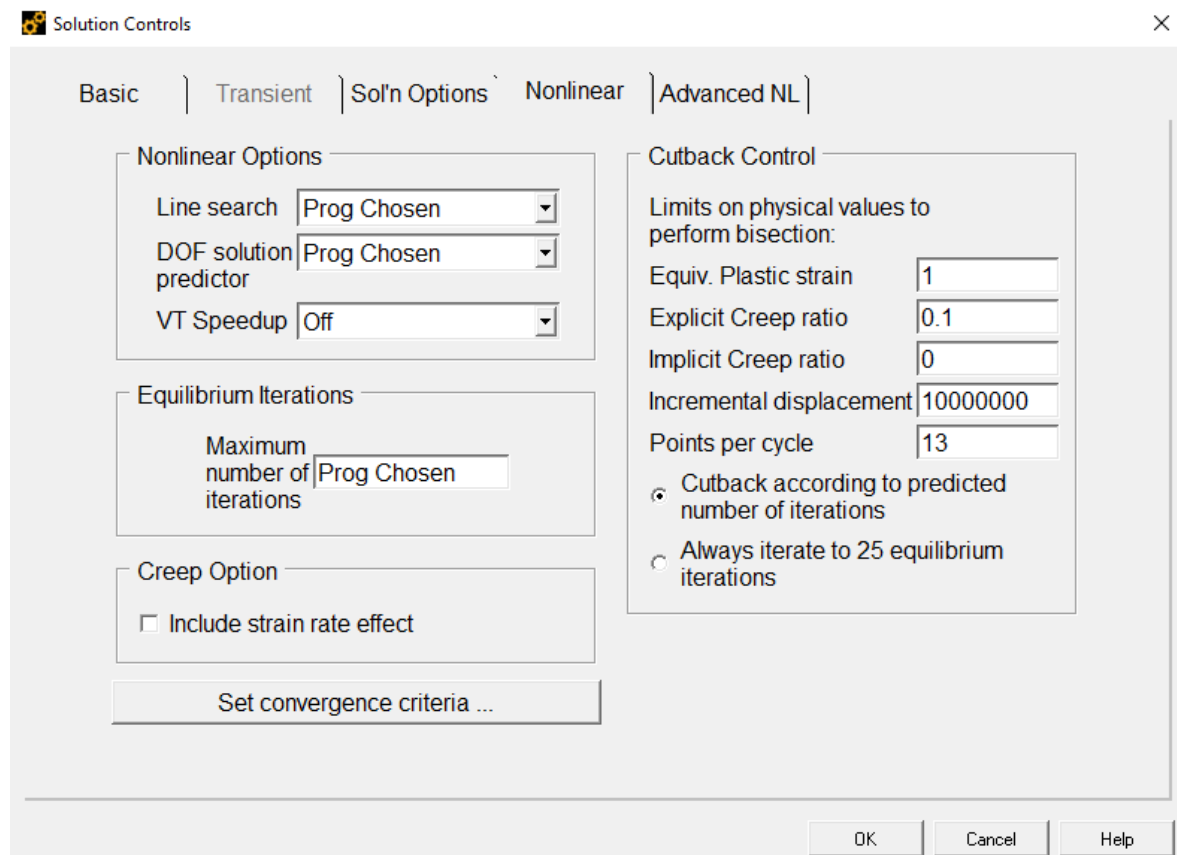 Solution Controls
Basic
Transient
Sol'n Options
Nonlinear
Advanced NL
Nonlinear Options
Line search
Prog Chosen
DOF solution
predictor
Prog Chosen
VT Speedup
Off
Equilibrium Iterations
Maximum
number of
iterations
Prog Chosen
Creep Option
Include strain rate effect
Set convergence criteria ...
Cutback Control
Limits on physical values to
perform bisection:
Equiv. Plastic strain
1
Explicit Creep ratio
0.1
Implicit Creep ratio
0
Incremental displacement
10000000
Points per cycle
13
Cutback according to predicted
number of iterations
Always iterate to 25 equilibrium
iterations
OK
Cancel
Help